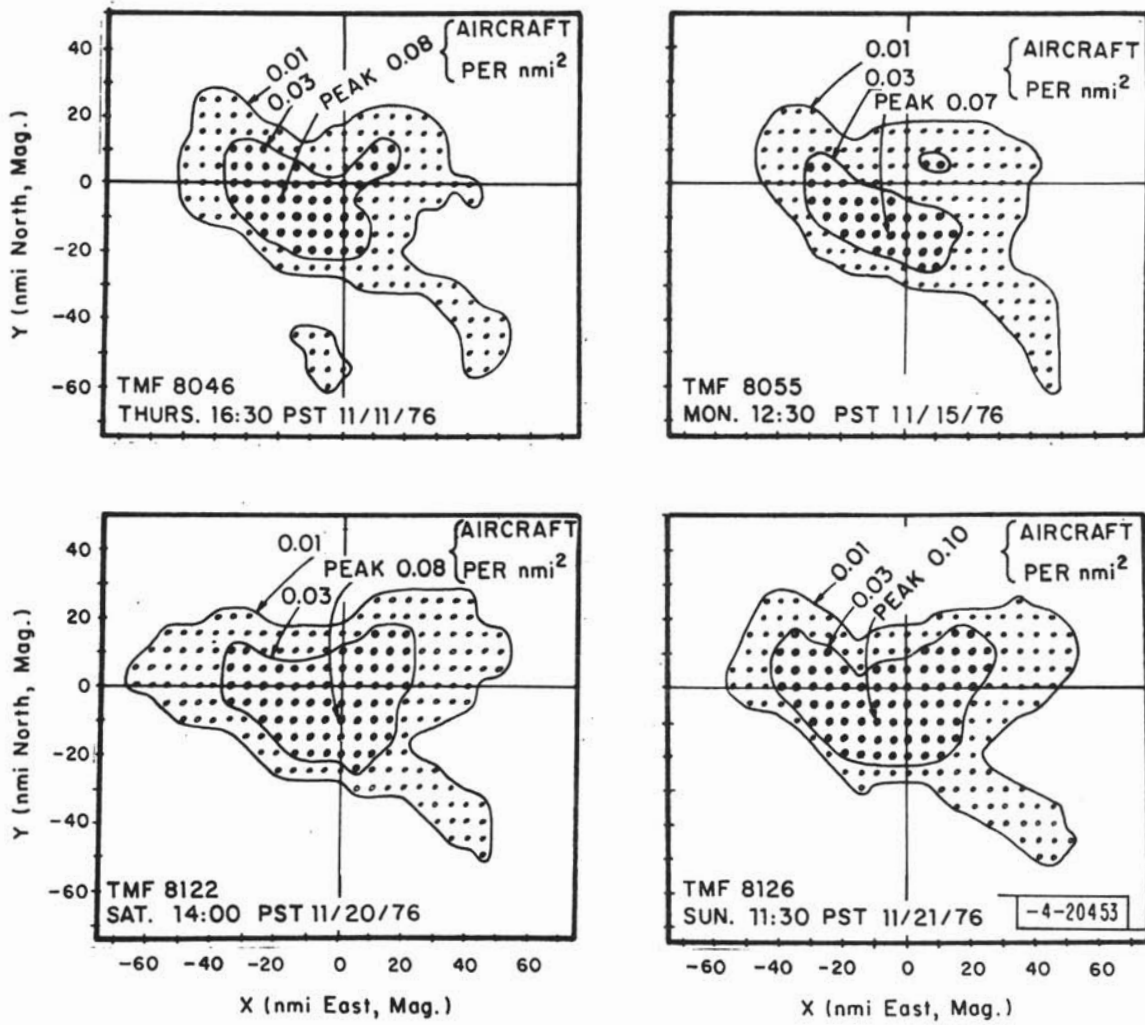 AIRCRAFT
PER nmi²
0.01
0.03
PEAK 0.08
40
20
0
-20
-40
-60
Y (nmi North, Mag.)
TMF 8046
THURS. 16:30 PST 11/11/76
AIRCRAFT
PER nmi²
0.01
0.03
PEAK 0.07
TMF 8055
MON. 12:30 PST 11/15/76
AIRCRAFT
PER nmi²
0.01
PEAK 0.08
0.03
40
20
0
-20
-40
-60
Y (nmi North, Mag.)
TMF 8122
SAT. 14:00 PST 11/20/76
-60 -40 -20 0 20 40 60
X (nmi East, Mag.)
AIRCRAFT
PER nmi²
0.01
0.03
PEAK 0.10
TMF 8126
SUN. 11:30 PST 11/21/76
-4-20453
-60 -40 -20 0 20 40 60
X (nmi East, Mag.)